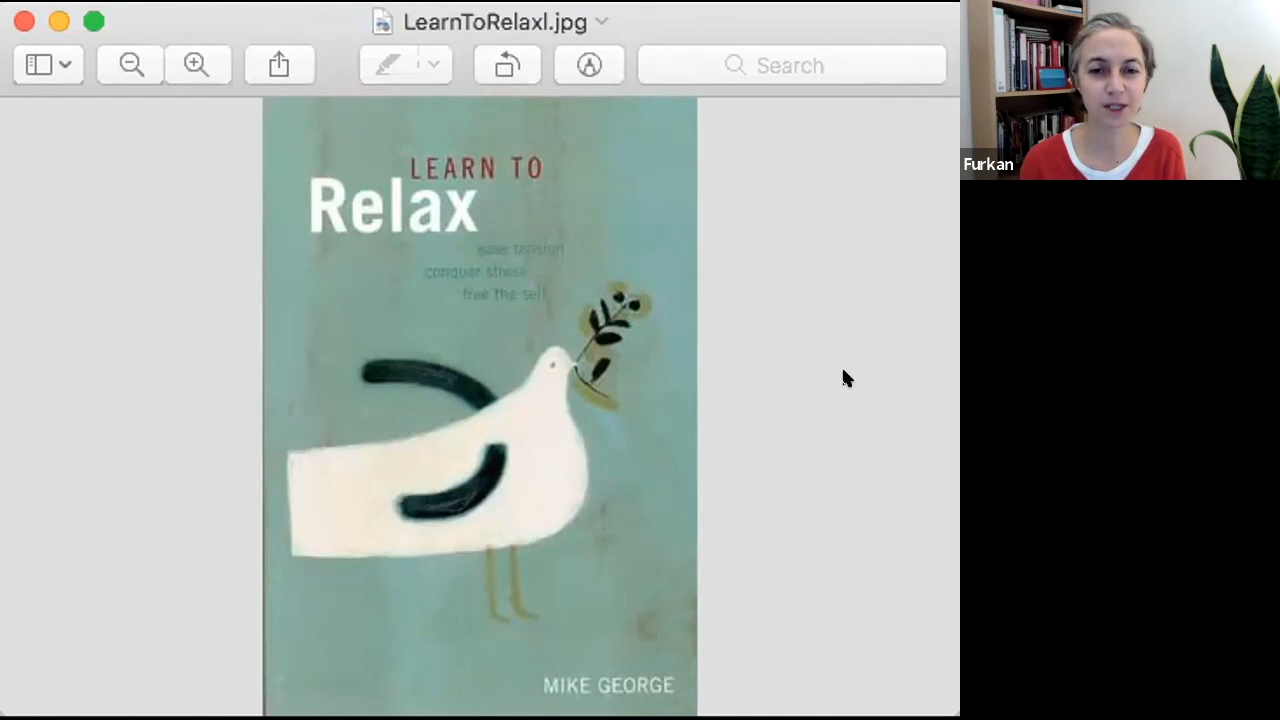 LearnToRelaxl.jpg
Search
LEARN TO
Relax
ease tension
conquer stress
free the self
MIKE GEORGE
Furkan